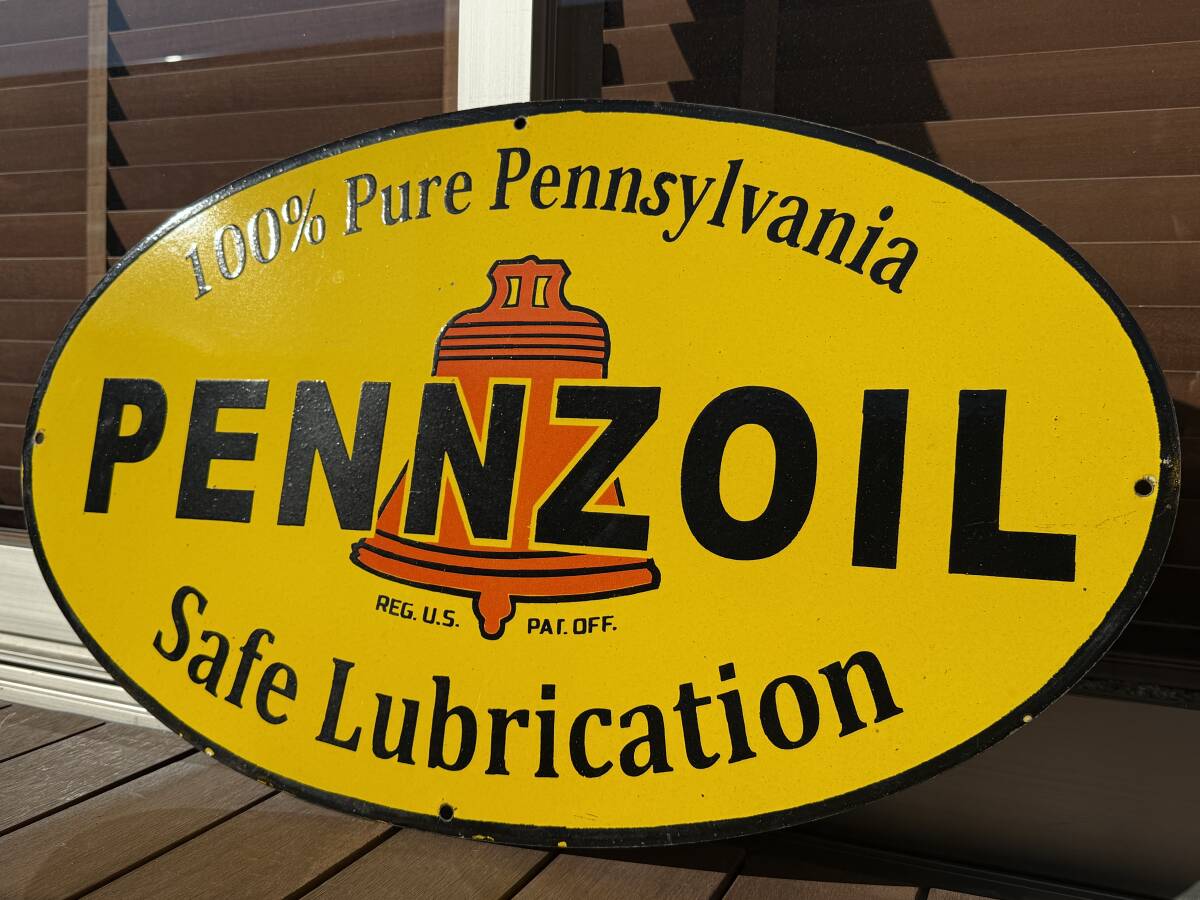 100% Pure Pennsylvania
PENNZOIL
REG. U.S. PAT. OFF.
Safe Lubrication